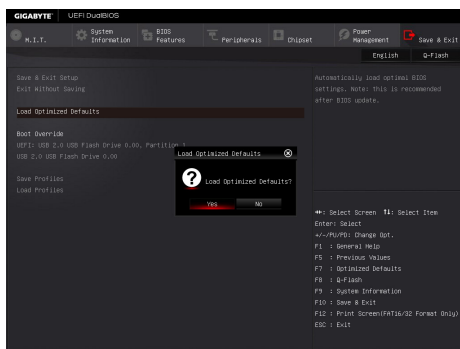 GIGABYTE™ UEFI DualBIOS
M.I.T.
System Information
BIOS Features
Peripherals
Chipset
Power Management
Save & Exit
English Q-Flash
Save & Exit Setup
Exit Without Saving
Load Optimized Defaults
Boot Override
UEFI: USB 2.0 USB Flash Drive 0.00, Partition 1
USB 2.0 USB Flash Drive 0.00
Save Profiles
Load Profiles
Automatically load optimal BIOS
settings. Note: this is recommended
after BIOS update.
Load Optimized Defaults
Load Optimized Defaults?
Yes No
↔: Select Screen ↑↓: Select Item
Enter: Select
+/-/PU/PD: Change Opt.
F1 : General Help
F5 : Previous Values
F7 : Optimized Defaults
F8 : Q-Flash
F9 : System Information
F10 : Save & Exit
F12 : Print Screen(FAT16/32 Format Only)
ESC : Exit